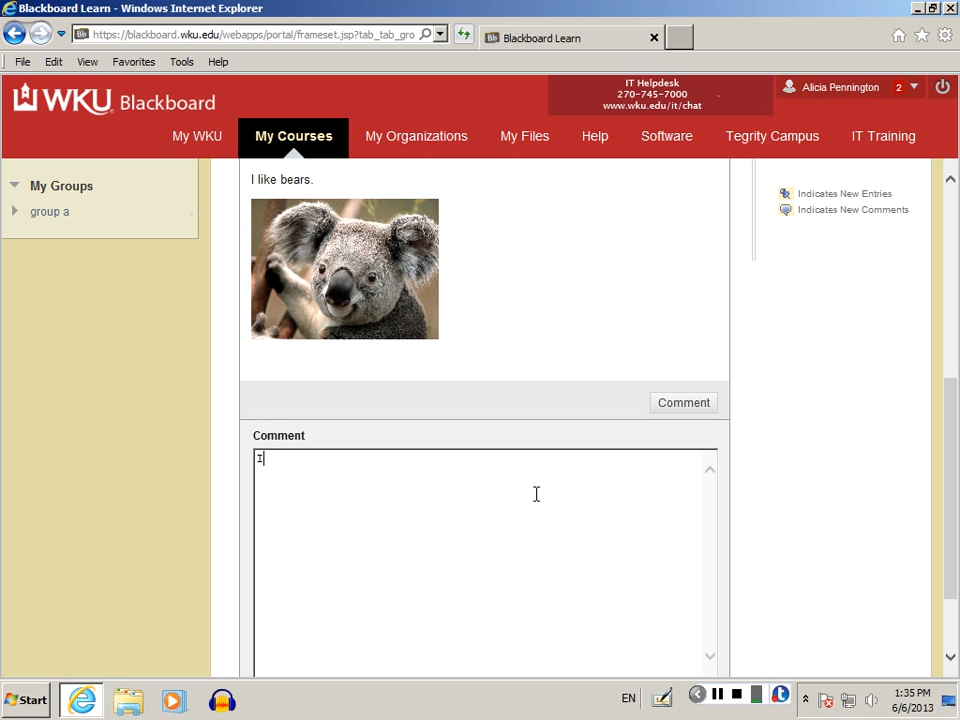 Blackboard Learn - Windows Internet Explorer
https://blackboard.wku.edu/webapps/portal/frameset.jsp?tab_tab_gro
Blackboard Learn
File Edit View Favorites Tools Help
WKU Blackboard
IT Helpdesk
270-745-7000
www.wku.edu/it/chat
Alicia Pennington 2
My WKU My Courses My Organizations My Files Help Software Tegrity Campus IT Training
My Groups
group a
I like bears.
Indicates New Entries
Indicates New Comments
Comment
Comment
I
Start
EN
1:35 PM
6/6/2013